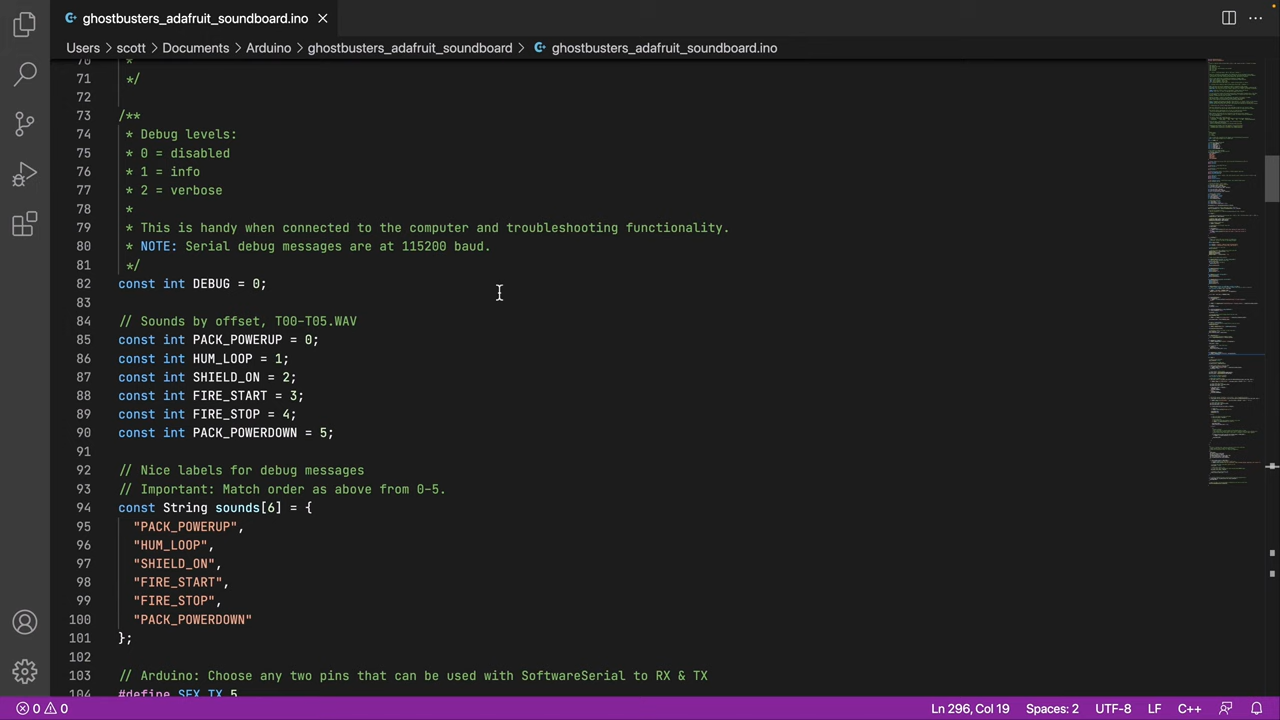 ghostbusters_adafruit_soundboard.ino
Users > scott > Documents > Arduino > ghostbusters_adafruit_soundboard > ghostbusters_adafruit_soundboard.ino
70 *
71 */
72
73 /**
74 * Debug levels:
75 * 0 = disabled
76 * 1 = info
77 * 2 = verbose
78 *
79 * This is handy when connected to the computer and troubleshooting functionality.
80 * NOTE: Serial debug messages are at 115200 baud.
81 */
82 const int DEBUG = 0;
83
84 // Sounds by offset, T00-T05.WAV
85 const int PACK_POWERUP = 0;
86 const int HUM_LOOP = 1;
87 const int SHIELD_ON = 2;
88 const int FIRE_START = 3;
89 const int FIRE_STOP = 4;
90 const int PACK_POWERDOWN = 5;
91
92 // Nice labels for debug messages
93 // Important: Match order as above from 0-5.
94 const String sounds[6] = {
95 "PACK_POWERUP",
96 "HUM_LOOP",
97 "SHIELD_ON",
98 "FIRE_START",
99 "FIRE_STOP",
100 "PACK_POWERDOWN"
101 };
102
103 // Arduino: Choose any two pins that can be used with SoftwareSerial to RX & TX
104 #define SFX_TX 5
0 0 Ln 296, Col 19 Spaces: 2 UTF-8 LF C++